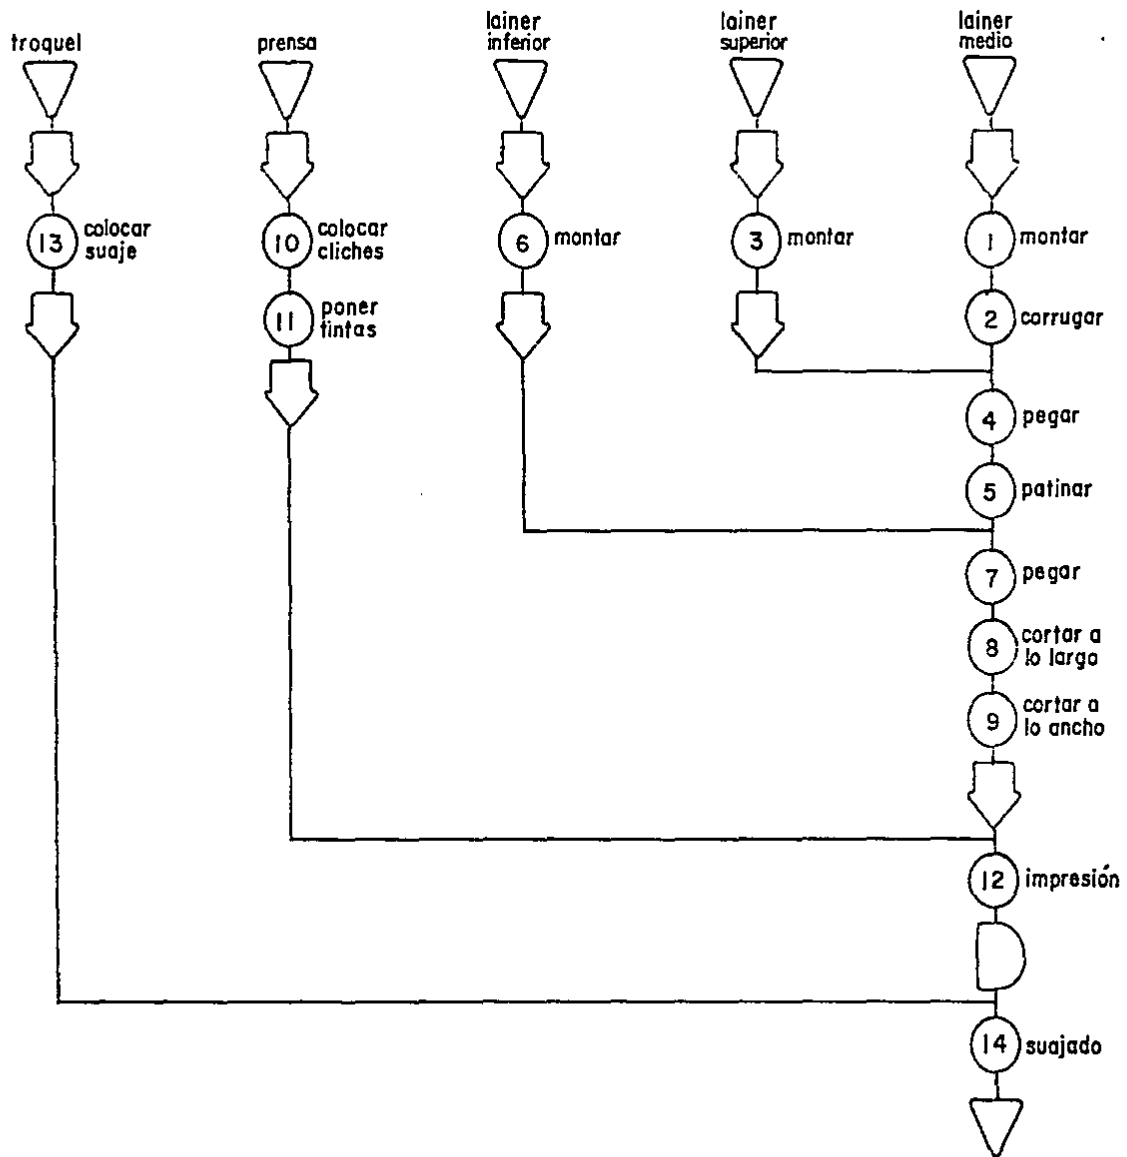 troquel
prensa
lainer
inferior
lainer
superior
lainer
medio
13
colocar
suaje
10
colocar
cliches
6
montar
3
montar
1
montar
11
poner
tintas
2
corrugar
4
pegar
5
patinar
7
pegar
8
cortar a
lo largo
9
cortar a
lo ancho
12
impresión
14
suajado